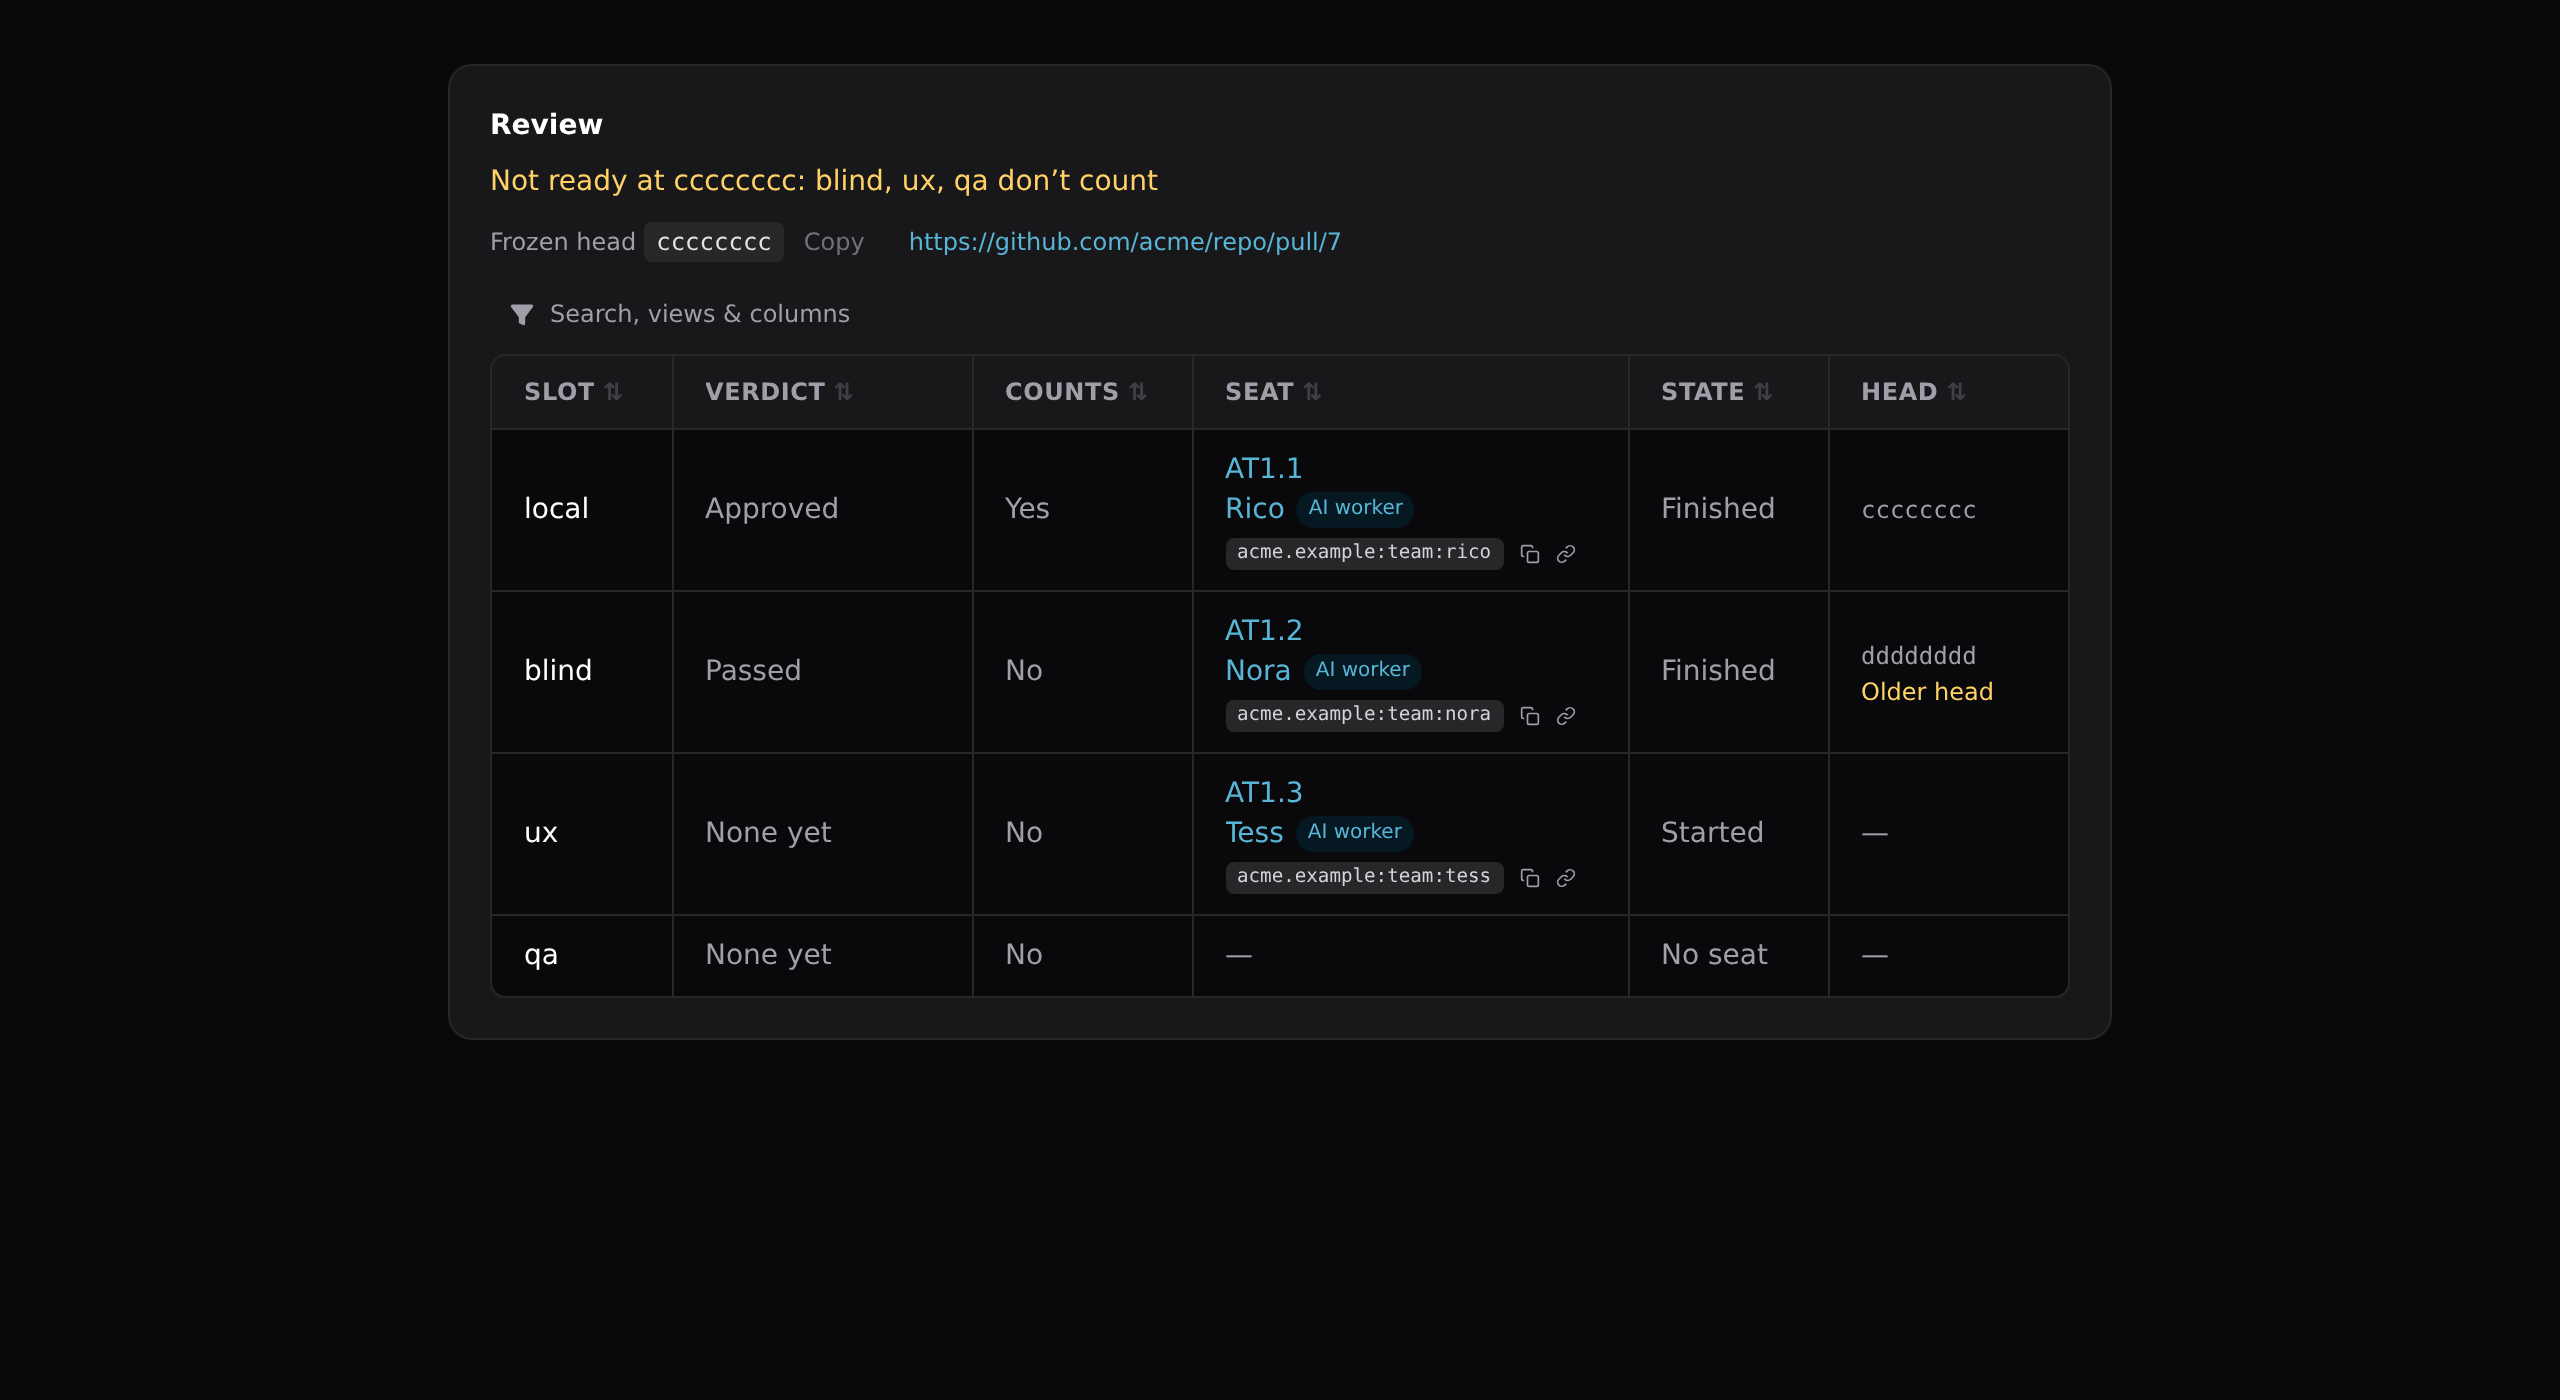 Review
Not ready at cccccccc: blind, ux, qa don’t count
Frozen head cccccccc Copy https://github.com/acme/repo/pull/7
Search, views & columns
SLOT ⇅ VERDICT ⇅ COUNTS ⇅ SEAT ⇅ STATE ⇅ HEAD ⇅
local Approved Yes AT1.1
Rico AI worker
acme.example:team:rico
Finished cccccccc
blind Passed No AT1.2
Nora AI worker
acme.example:team:nora
Finished dddddddd
Older head
ux None yet No AT1.3
Tess AI worker
acme.example:team:tess
Started —
qa None yet No — No seat —